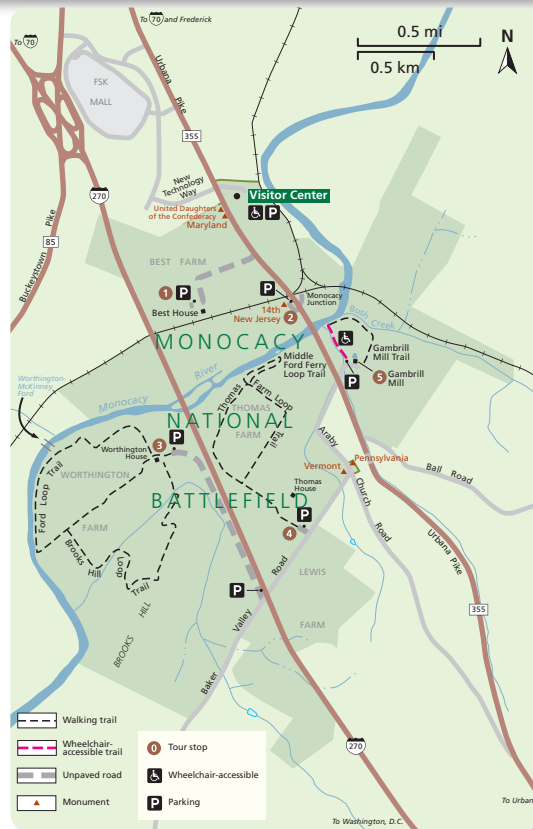 To 70 and Frederick
To 70
0.5 mi
0.5 km
N
FSK
MALL
Urbana
Pike
355
New
Technology
Way
270
Visitor Center
P
United Daughters
of the Confederacy
Maryland
Buckeystown Pike
85
BEST FARM
1 P
Best House
P
14th
New Jersey
2
Monocacy
Junction
Bush Creek
MONOCACY
Gambrill
Mill Trail
5 Gambrill
Mill
P
Middle
Ford Ferry
Loop Trail
River
Monocacy
Worthington-
McKinney
Ford
Thomas
Farm Loop
Trail
THOMAS
FARM
NATIONAL
P
3
Worthington
House
Araby
Church
Road
Vermont
Pennsylvania
Ball Road
Ford Loop
Trail
WORTHINGTON
FARM
Thomas
House
BATTLEFIELD
P
4
Brooks
Hill
Loop
Trail
Urbana Pike
LEWIS
FARM
P
355
BROOKS
HILL
Baker
Valley
Road
270
Walking trail
Wheelchair-
accessible trail
Unpaved road
Monument
0 Tour stop
Wheelchair-accessible
P Parking
To Washington, D.C.
To Urban